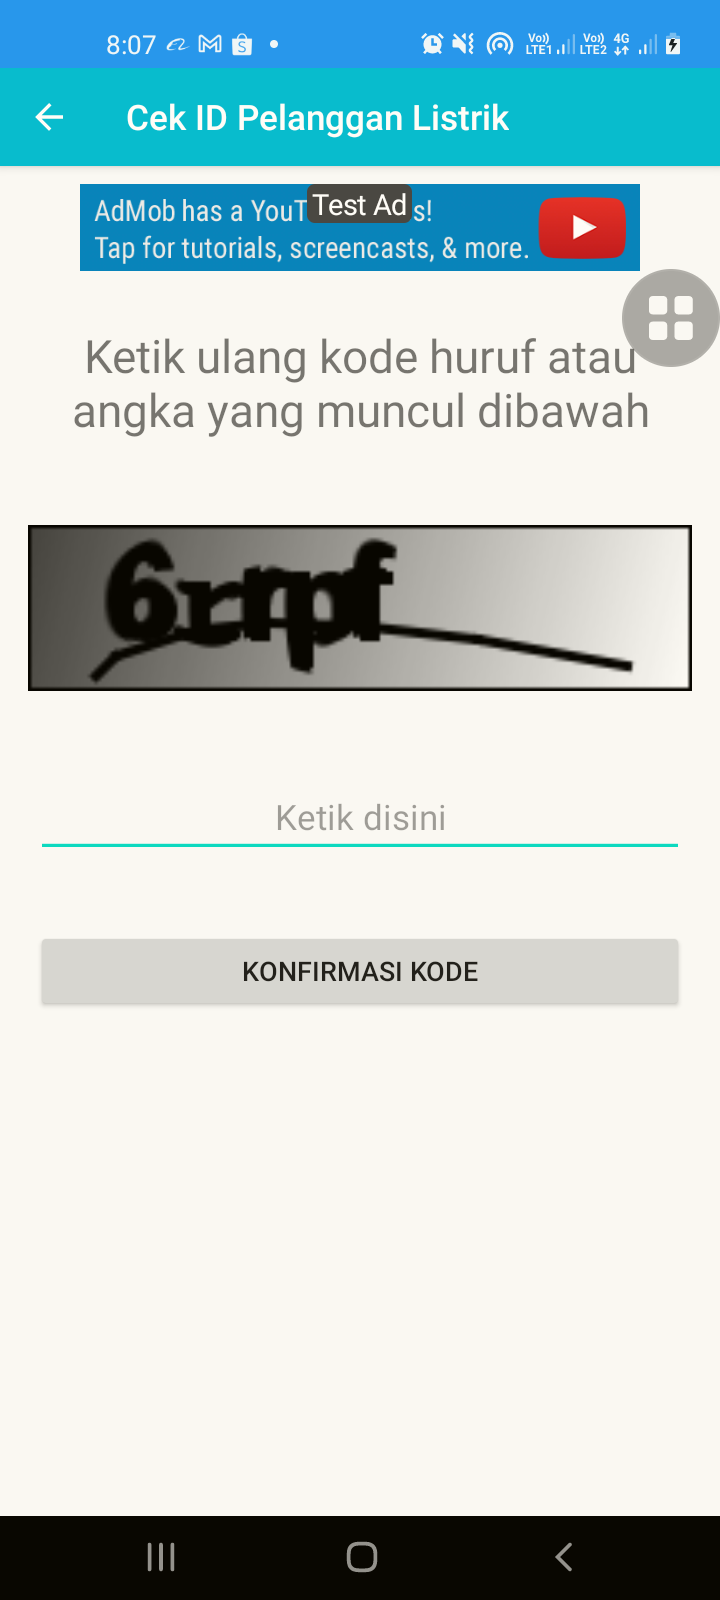 8:07
Vo)) LTE1 Vo)) LTE2 4G
Cek ID Pelanggan Listrik
AdMob has a YouT
Test Ad
s!
Tap for tutorials, screencasts, & more.
Ketik ulang kode huruf atau
angka yang muncul dibawah
Ketik disini
KONFIRMASI KODE